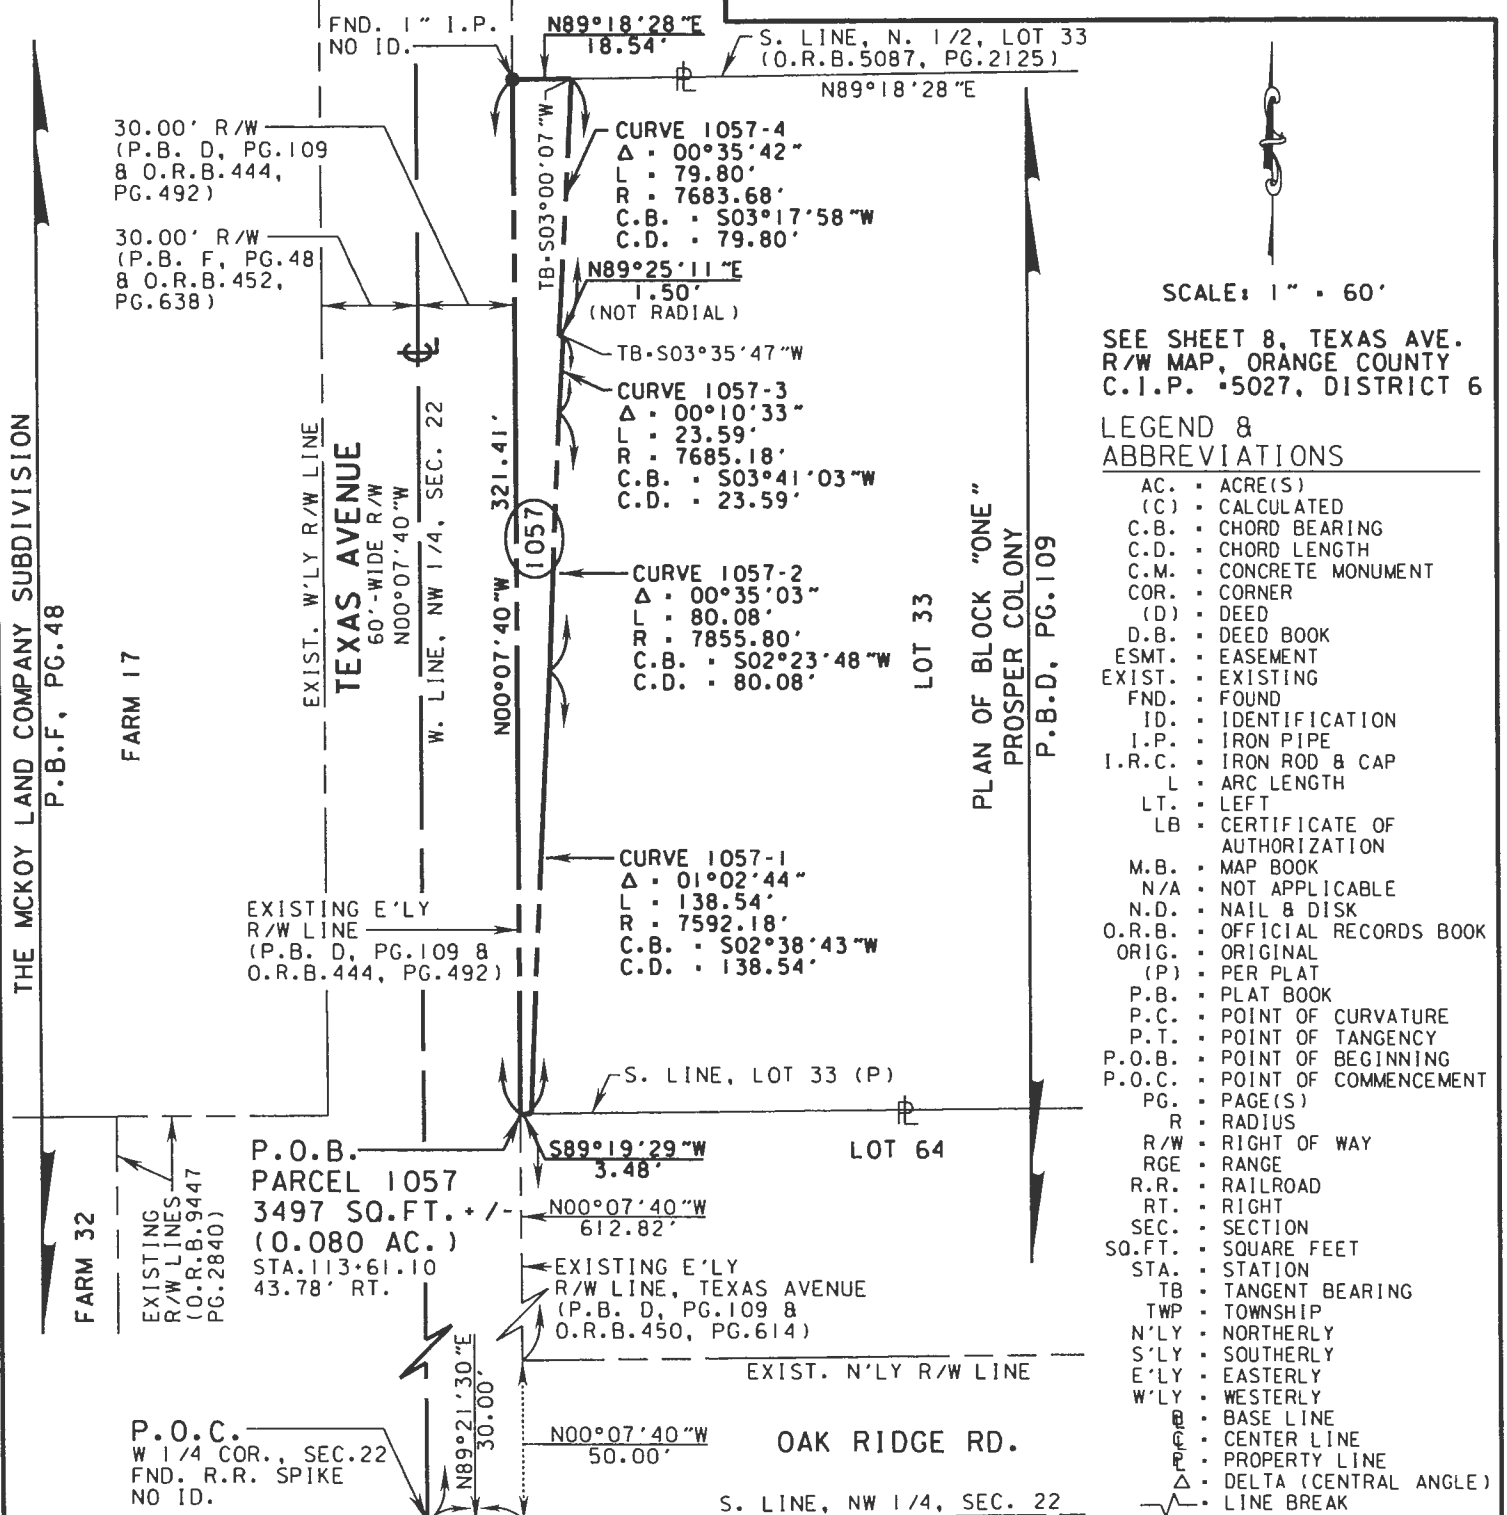 FND. 1" I.P.
NO ID.
N89°18'28"E
18.54'
S. LINE, N. 1/2, LOT 33
(O.R.B.5087, PG.2125)
N89°18'28"E
30.00' R/W
(P.B. D, PG.109
& O.R.B.444,
PG.492)
30.00' R/W
(P.B. F, PG.48
& O.R.B.452,
PG.638)
TB=S03°00'07"W
CURVE 1057-4
Δ = 00°35'42"
L = 79.80'
R = 7683.68'
C.B. = S03°17'58"W
C.D. = 79.80'
N89°25'11"E
1.50'
(NOT RADIAL)
TB=S03°35'47"W
CURVE 1057-3
Δ = 00°10'33"
L = 23.59'
R = 7685.18'
C.B. = S03°41'03"W
C.D. = 23.59'
CURVE 1057-2
Δ = 00°35'03"
L = 80.08'
R = 7855.80'
C.B. = S02°23'48"W
C.D. = 80.08'
CURVE 1057-1
Δ = 01°02'44"
L = 138.54'
R = 7592.18'
C.B. = S02°38'43"W
C.D. = 138.54'
THE MCKOY LAND COMPANY SUBDIVISION
P.B.F, PG.48
FARM 17
EXIST. W'LY R/W LINE
TEXAS AVENUE
60'-WIDE R/W
N00°07'40"W
W. LINE, NW 1/4, SEC. 22
321.41'
N00°07'40"W
1057
LOT 33
PLAN OF BLOCK "ONE"
PROSPER COLONY
P.B.D, PG.109
EXISTING E'LY
R/W LINE
(P.B. D, PG.109 &
O.R.B.444, PG.492)
S. LINE, LOT 33 (P)
LOT 64
P.O.B.
PARCEL 1057
3497 SQ.FT.+/-
(0.080 AC.)
STA.113+61.10
43.78' RT.
S89°19'29"W
3.48'
N00°07'40"W
612.82'
EXISTING E'LY
R/W LINE, TEXAS AVENUE
(P.B. D, PG.109 &
O.R.B.450, PG.614)
FARM 32
EXISTING
R/W LINES
(O.R.B.9447
PG.2840)
EXIST. N'LY R/W LINE
N89°21'30"E
30.00'
N00°07'40"W
50.00'
OAK RIDGE RD.
P.O.C.
W 1/4 COR., SEC.22
FND. R.R. SPIKE
NO ID.
S. LINE, NW 1/4, SEC. 22
SCALE: 1" = 60'
SEE SHEET 8, TEXAS AVE.
R/W MAP, ORANGE COUNTY
C.I.P. #5027, DISTRICT 6
LEGEND &
ABBREVIATIONS
AC. = ACRE(S)
(C) = CALCULATED
C.B. = CHORD BEARING
C.D. = CHORD LENGTH
C.M. = CONCRETE MONUMENT
COR. = CORNER
(D) = DEED
D.B. = DEED BOOK
ESMT. = EASEMENT
EXIST. = EXISTING
FND. = FOUND
ID. = IDENTIFICATION
I.P. = IRON PIPE
I.R.C. = IRON ROD & CAP
L = ARC LENGTH
LT. = LEFT
LB = CERTIFICATE OF
AUTHORIZATION
M.B. = MAP BOOK
N/A = NOT APPLICABLE
N.D. = NAIL & DISK
O.R.B. = OFFICIAL RECORDS BOOK
ORIG. = ORIGINAL
(P) = PER PLAT
P.B. = PLAT BOOK
P.C. = POINT OF CURVATURE
P.T. = POINT OF TANGENCY
P.O.B. = POINT OF BEGINNING
P.O.C. = POINT OF COMMENCEMENT
PG. = PAGE(S)
R = RADIUS
R/W = RIGHT OF WAY
RGE = RANGE
R.R. = RAILROAD
RT. = RIGHT
SEC. = SECTION
SQ.FT. = SQUARE FEET
STA. = STATION
TB = TANGENT BEARING
TWP = TOWNSHIP
N'LY = NORTHERLY
S'LY = SOUTHERLY
E'LY = EASTERLY
W'LY = WESTERLY
= BASE LINE
℄ = CENTER LINE
⅊ = PROPERTY LINE
Δ = DELTA (CENTRAL ANGLE)
= LINE BREAK